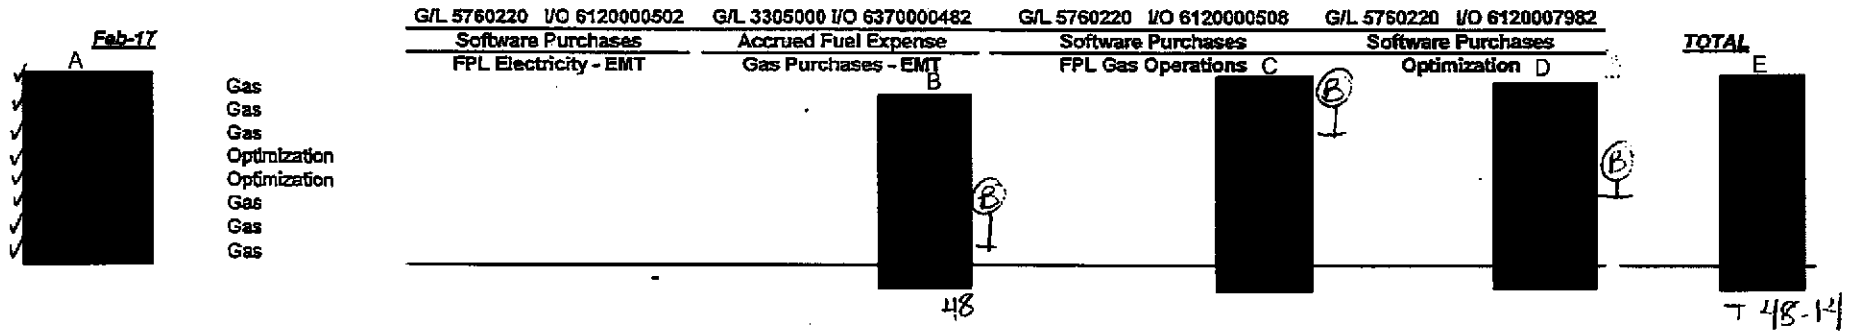 G/L 5760220 I/O 6120000502 G/L 3305000 I/O 6370000482 G/L 5760220 I/O 6120000508 G/L 5760220 I/O 6120007982
Feb-17 Software Purchases Accrued Fuel Expense Software Purchases Software Purchases TOTAL
A FPL Electricity - EMT Gas Purchases - EMT FPL Gas Operations C Optimization D E
B
✓ Gas B
✓ Gas
✓ Gas
✓ Optimization B
✓ Optimization
✓ Gas B
✓ Gas
✓ Gas
48 T 48-14